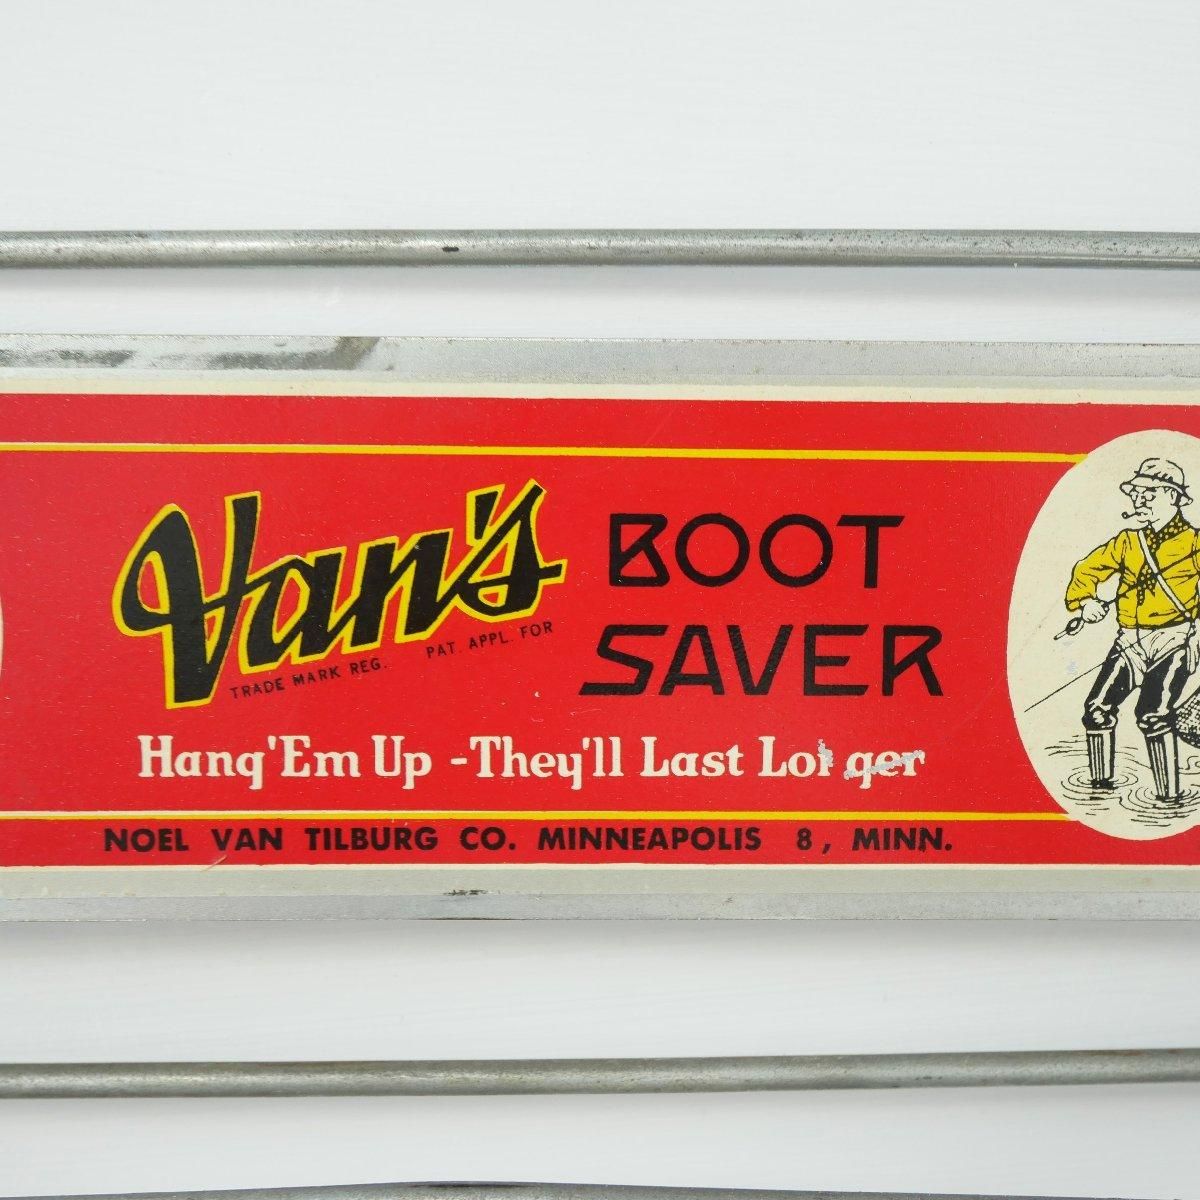 Van's BOOT SAVER
TRADE MARK REG. PAT. APPL. FOR
Hang 'Em Up - They'll Last Longer
NOEL VAN TILBURG CO. MINNEAPOLIS 8, MINN.